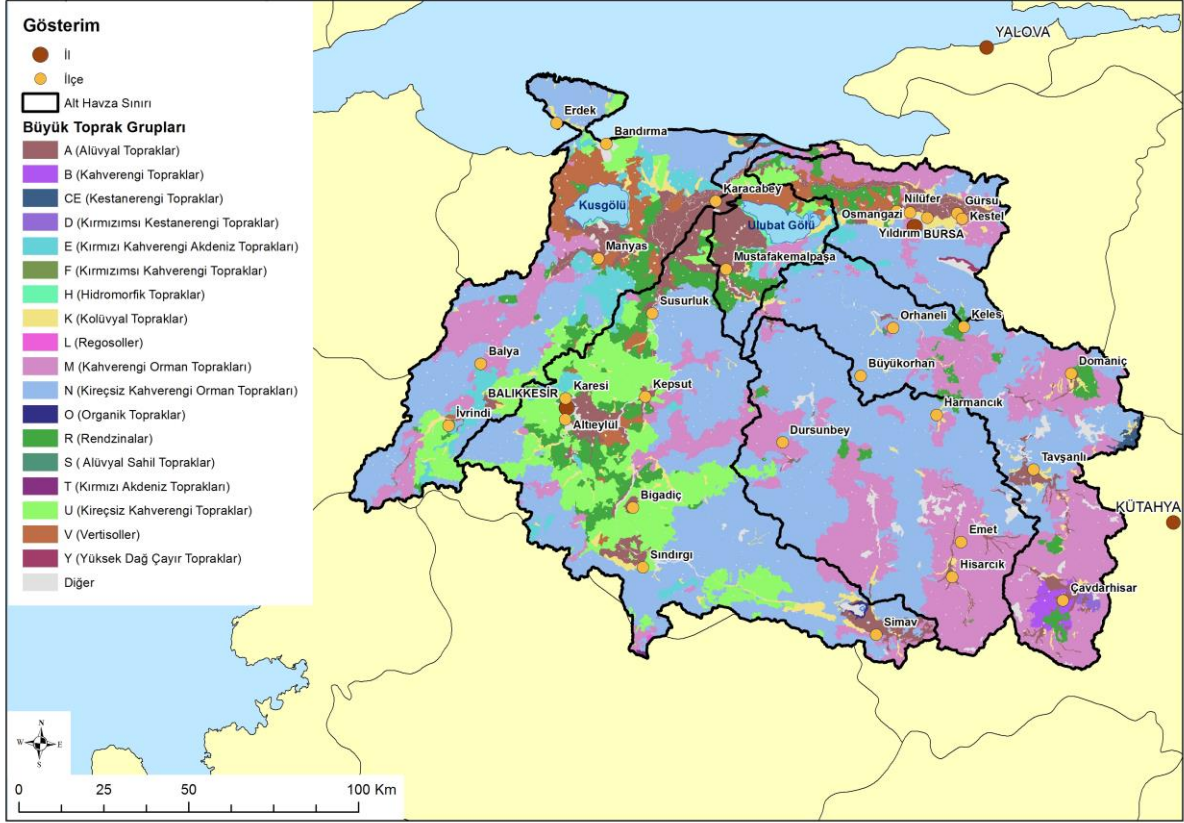 Gösterim
İl
İlçe
Alt Havza Sınırı
Büyük Toprak Grupları
A (Alüvyal Topraklar)
B (Kahverengi Topraklar)
CE (Kestanerengi Topraklar)
D (Kırmızımsı Kestanerengi Topraklar)
E (Kırmızı Kahverengi Akdeniz Toprakları)
F (Kırmızımsı Kahverengi Topraklar)
H (Hidromorfik Topraklar)
K (Kolüvyal Topraklar)
L (Regosoller)
M (Kahverengi Orman Toprakları)
N (Kireçsiz Kahverengi Orman Toprakları)
O (Organik Topraklar)
R (Rendzinalar)
S ( Alüvyal Sahil Topraklar)
T (Kırmızı Akdeniz Toprakları)
U (Kireçsiz Kahverengi Topraklar)
V (Vertisoller)
Y (Yüksek Dağ Çayır Topraklar)
Diğer
YALOVA
Erdek
Bandırma
Karacabey
Kusgölü
Nilüfer
Gürsu
Osmangazi
Kestel
Ulubat Gölü
Yıldırım BURSA
Manyas
Mustafakemalpaşa
Susurluk
Orhaneli
Keles
Balya
Büyükorhan
Domaniç
Karesi
Kepsut
BALIKKESİR
Harmancık
İvrindi
Altıeylül
Dursunbey
Tavşanlı
Bigadiç
KÜTAHYA
Emet
Sındırgı
Hisarcık
Çavdarhisar
Simav
N
W
E
S
0
25
50
100 Km